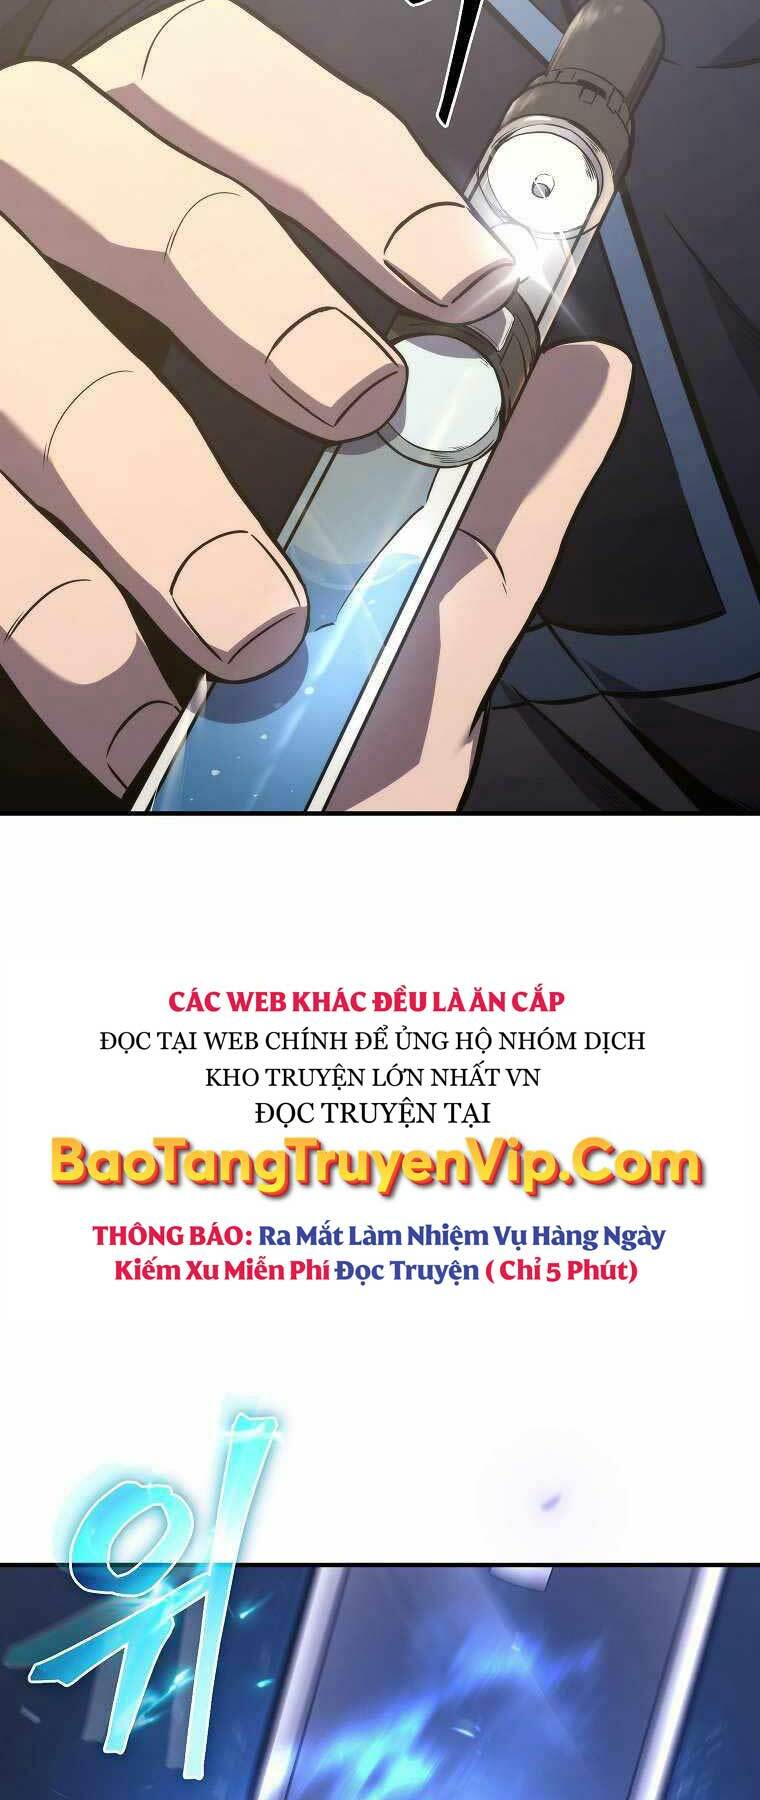 CÁC WEB KHÁC ĐỀU LÀ ĂN CẮP
ĐỌC TẠI WEB CHÍNH ĐỂ ỦNG HỘ NHÓM DỊCH
KHO TRUYỆN LỚN NHẤT VN
ĐỌC TRUYỆN TẠI
BaoTangTruyenVip.Com
THÔNG BÁO: Ra Mắt Làm Nhiệm Vụ Hàng Ngày
Kiếm Xu Miễn Phí Đọc Truyện ( Chỉ 5 Phút)
위